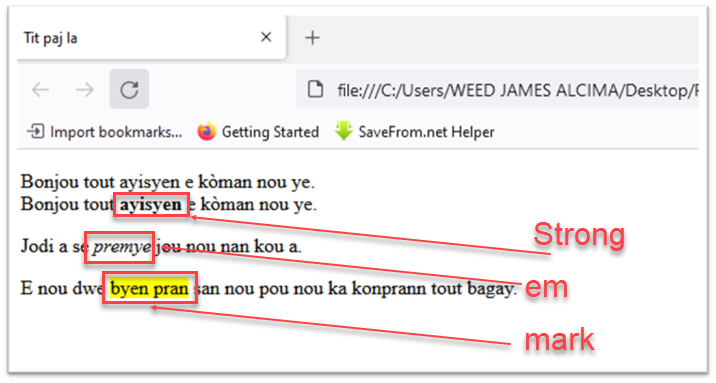 Tit paj la
file:///C:/Users/WEED JAMES ALCIMA/Desktop/F
Import bookmarks... Getting Started SaveFrom.net Helper
Bonjou tout ayisyen e kòman nou ye.
Bonjou tout ayisyen e kòman nou ye.
Strong
Jodi a se premye jou nou nan kou a.
em
E nou dwe byen pran san nou pou nou ka konprann tout bagay.
mark